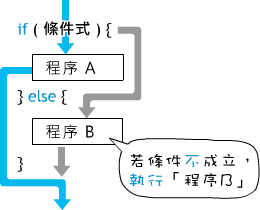 if ( 條件式 ) {
程序 A
} else {
程序 B
}
若條件不成立，
執行「程序B」